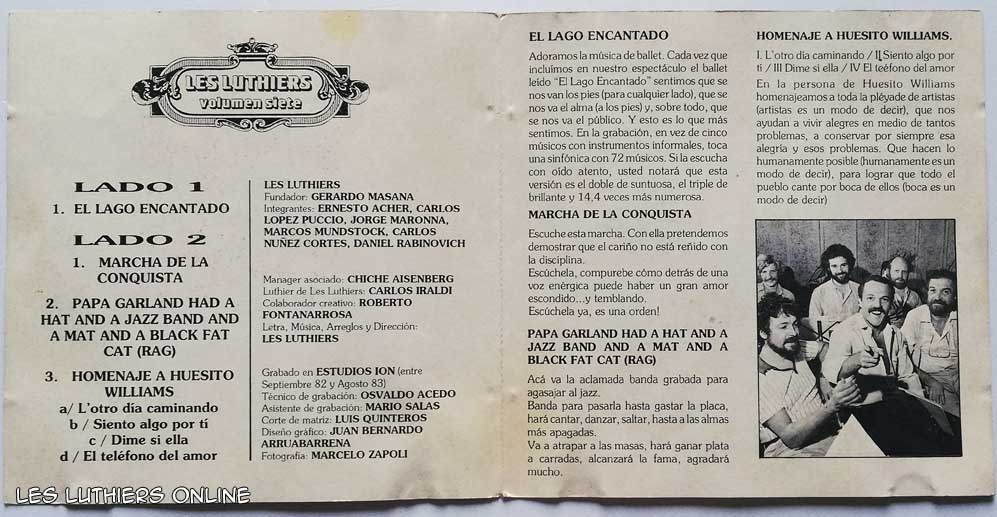 LES LUTHIERS
volumen siete
LADO 1
1. EL LAGO ENCANTADO
LADO 2
1. MARCHA DE LA
CONQUISTA
2. PAPA GARLAND HAD A
HAT AND A JAZZ BAND AND
A MAT AND A BLACK FAT
CAT (RAG)
3. HOMENAJE A HUESITO
WILLIAMS
a/ L'otro día caminando
b / Siento algo por tí
c / Dime si ella
d / El teléfono del amor
LES LUTHIERS
Fundador: GERARDO MASANA
Integrantes: ERNESTO ACHER, CARLOS
LOPEZ PUCCIO, JORGE MARONNA,
MARCOS MUNDSTOCK, CARLOS
NUÑEZ CORTES, DANIEL RABINOVICH
Manager asociado: CHICHE AISENBERG
Luthier de Les Luthiers: CARLOS IRALDI
Colaborador creativo: ROBERTO
FONTANARROSA
Letra, Música, Arreglos y Dirección:
LES LUTHIERS
Grabado en ESTUDIOS ION (entre
Septiembre 82 y Agosto 83)
Técnico de grabación: OSVALDO ACEDO
Asistente de grabación: MARIO SALAS
Corte de matriz: LUIS QUINTEROS
Diseño gráfico: JUAN BERNARDO
ARRUABARRENA
Fotografía: MARCELO ZAPOLI
EL LAGO ENCANTADO
Adoramos la música de ballet. Cada vez que
incluímos en nuestro espectáculo el ballet
leído "El Lago Encantado" sentimos que se
nos van los pies (para cualquier lado), que se
nos va el alma (a los pies) y, sobre todo, que
se nos va el público. Y esto es lo que más
sentimos. En la grabación, en vez de cinco
músicos con instrumentos informales, toca
una sinfónica con 72 músicos. Si la escucha
con oído atento, usted notará que esta
versión es el doble de suntuosa, el triple de
brillante y 14,4 veces más numerosa.
MARCHA DE LA CONQUISTA
Escuche esta marcha. Con ella pretendemos
demostrar que el cariño no está reñido con
la disciplina.
Escúchela, compurebe cómo detrás de una
voz enérgica puede haber un gran amor
escondido...y temblando.
Escúchela ya, es una orden!
PAPA GARLAND HAD A HAT AND A
JAZZ BAND AND A MAT AND A
BLACK FAT CAT (RAG)
Acá va la aclamada banda grabada para
agasajar al jazz.
Banda para pasarla hasta gastar la placa,
hará cantar, danzar, saltar, hasta a las almas
más apagadas.
Va a atrapar a las masas, hará ganar plata
a carradas, alcanzará la fama, agradará
mucho.
HOMENAJE A HUESITO WILLIAMS.
I. L'otro día caminando / II. Siento algo por
tí / III Dime si ella / IV El teéfono del amor
En la persona de Huesito Williams
homenajeamos a toda la pléyade de artistas
(artistas es un modo de decir), que nos
ayudan a vivir alegres en medio de tantos
problemas, a conservar por siempre esa
alegría y esos problemas. Que hacen lo
humanamente posible (humanamente es un
modo de decir), para lograr que todo el
pueblo cante por boca de ellos (boca es un
modo de decir)
LES LUTHIERS ONLINE